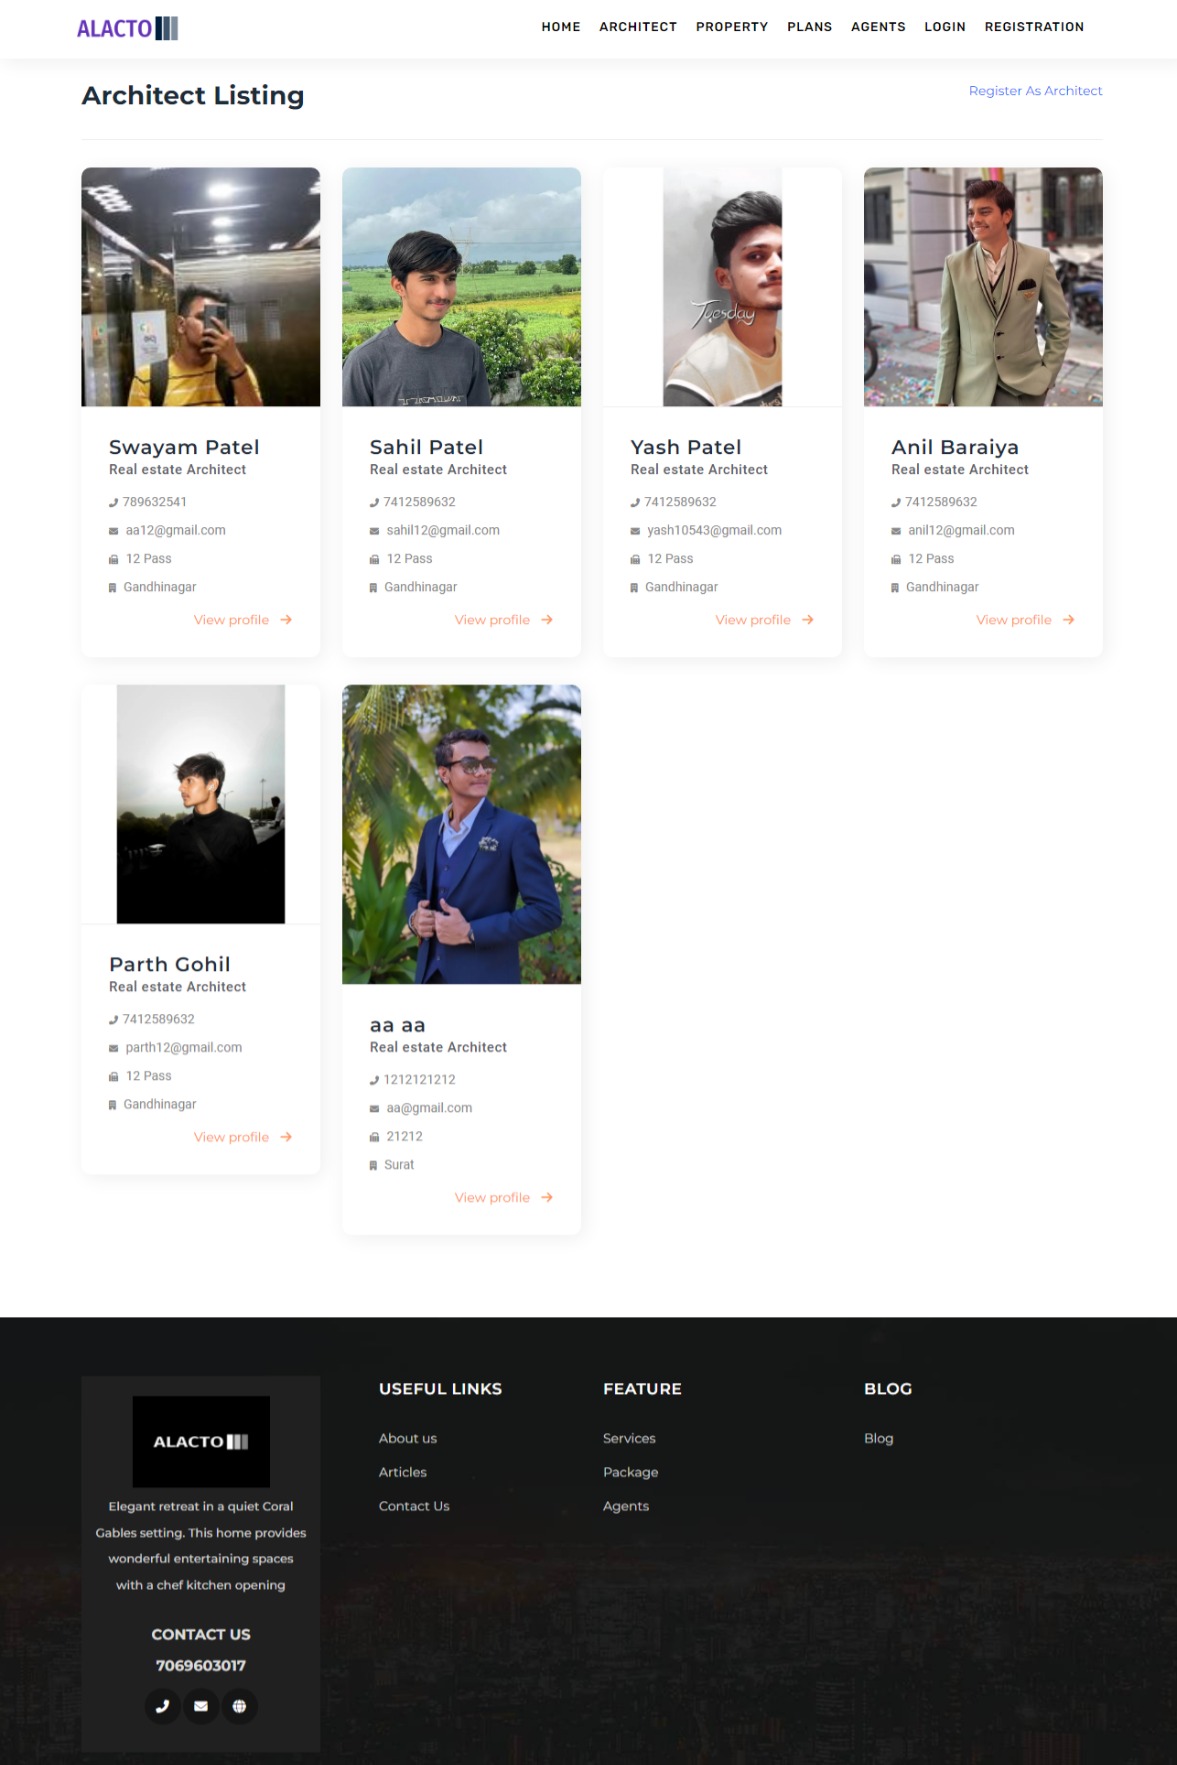 ALACTO
HOME ARCHITECT PROPERTY PLANS AGENTS LOGIN REGISTRATION
Architect Listing
Register As Architect
Tuesday
Swayam Patel
Real estate Architect
789632541
aa12@gmail.com
12 Pass
Gandhinagar
View profile
Sahil Patel
Real estate Architect
7412589632
sahil12@gmail.com
12 Pass
Gandhinagar
View profile
Yash Patel
Real estate Architect
7412589632
yash10543@gmail.com
12 Pass
Gandhinagar
View profile
Anil Baraiya
Real estate Architect
7412589632
anil12@gmail.com
12 Pass
Gandhinagar
View profile
Parth Gohil
Real estate Architect
7412589632
parth12@gmail.com
12 Pass
Gandhinagar
View profile
aa aa
Real estate Architect
1212121212
aa@gmail.com
21212
Surat
View profile
ALACTO
Elegant retreat in a quiet Coral
Gables setting. This home provides
wonderful entertaining spaces
with a chef kitchen opening
CONTACT US
7069603017
USEFUL LINKS
About us
Articles
Contact Us
FEATURE
Services
Package
Agents
BLOG
Blog